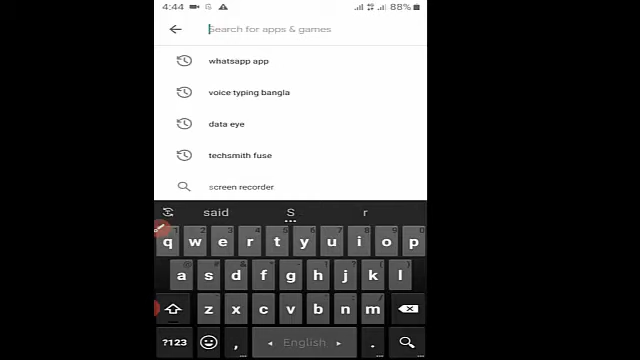 4:44 88%
Search for apps & games
whatsapp app
voice typing bangla
data eye
techsmith fuse
screen recorder
said S r
q w e r t y u i o p
a s d f g h j k l
z x c v b n m
?123 , English .